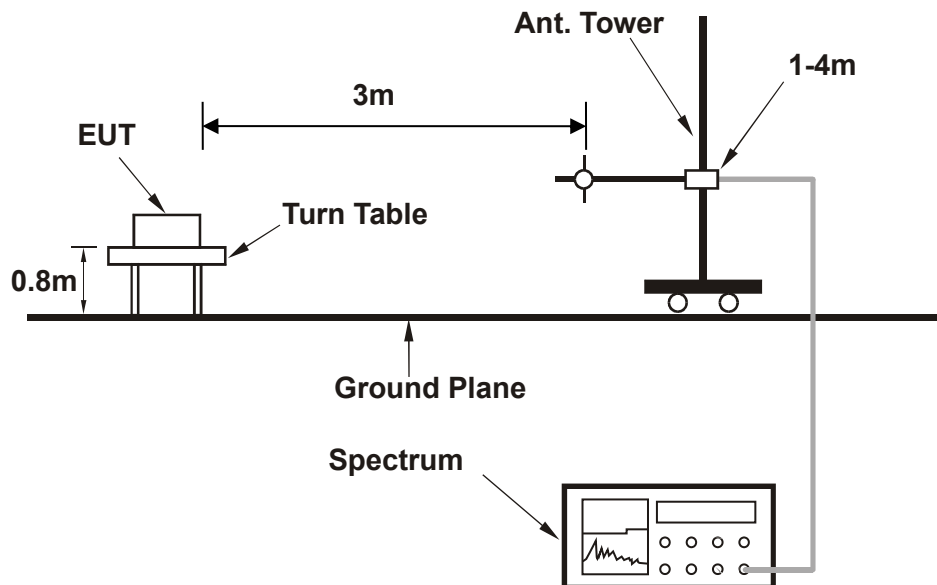 Ant. Tower
1-4m
3m
EUT
Turn Table
0.8m
Ground Plane
Spectrum